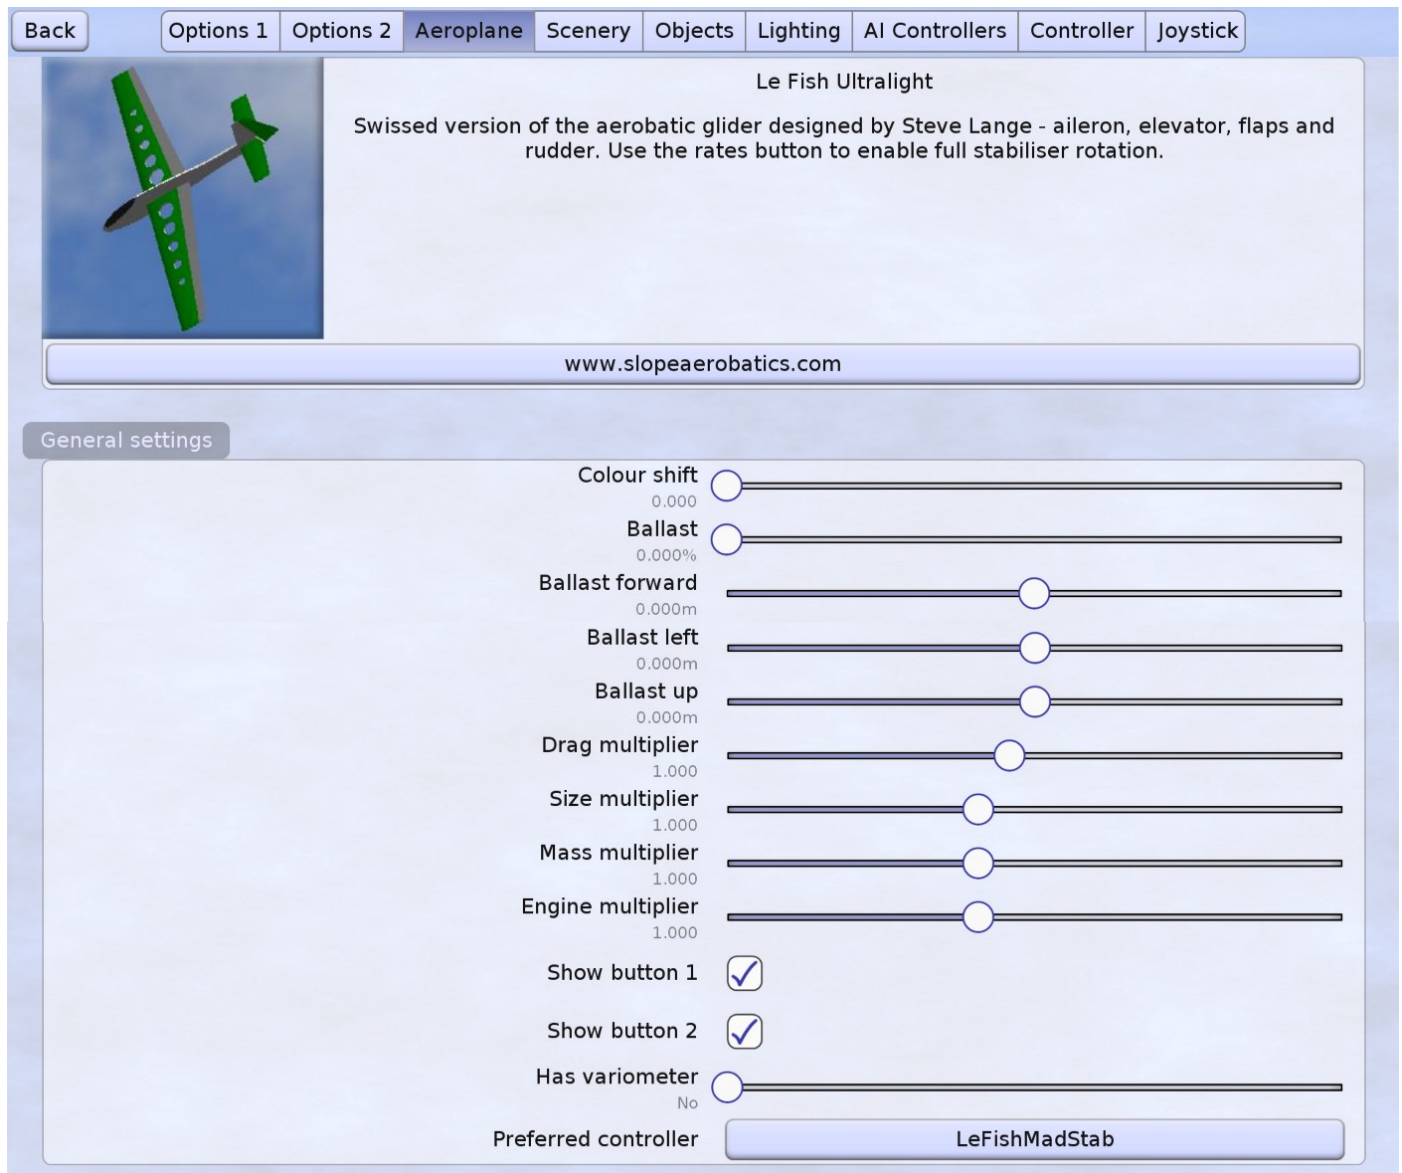 Back
Options 1
Options 2
Aeroplane
Scenery
Objects
Lighting
AI Controllers
Controller
Joystick
Le Fish Ultralight
Swissed version of the aerobatic glider designed by Steve Lange - aileron, elevator, flaps and
rudder. Use the rates button to enable full stabiliser rotation.
www.slopeaerobatics.com
General settings
Colour shift
0.000
Ballast
0.000%
Ballast forward
0.000m
Ballast left
0.000m
Ballast up
0.000m
Drag multiplier
1.000
Size multiplier
1.000
Mass multiplier
1.000
Engine multiplier
1.000
Show button 1
Show button 2
Has variometer
No
Preferred controller
LeFishMadStab